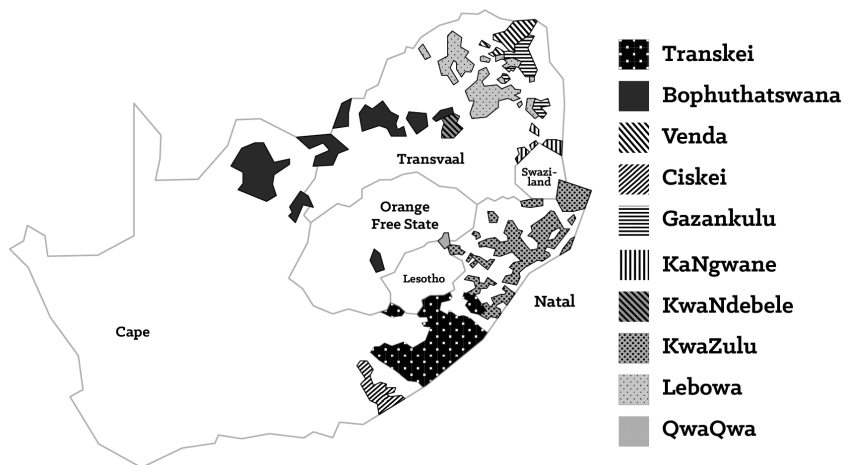 Transvaal
Swazi-
land
Orange
Free State
Lesotho
Natal
Cape
Transkei
Bophuthatswana
Venda
Ciskei
Gazankulu
KaNgwane
KwaNdebele
KwaZulu
Lebowa
QwaQwa